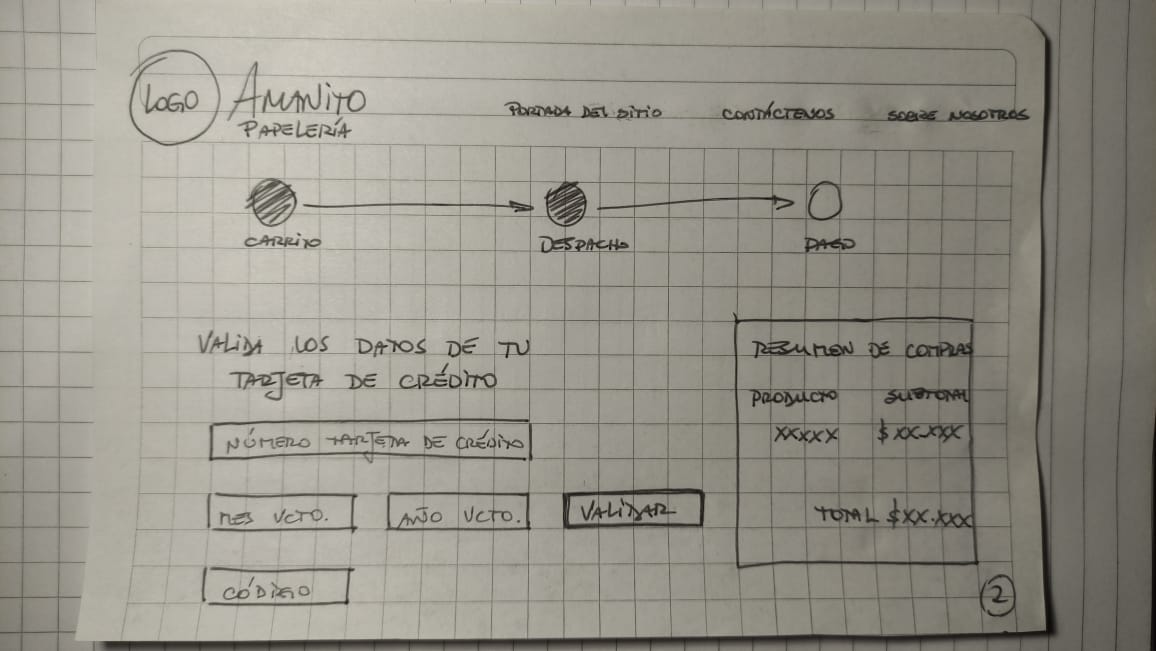 LOGO AMANITO
PAPELERÍA
PORTADA DEL SITIO CONTÁCTENOS SOBRE NOSOTROS
CARRITO DESPACHO PAGO
VALIDA LOS DATOS DE TU
TARJETA DE CRÉDITO
NÚMERO TARJETA DE CRÉDITO
MES VCTO. AÑO VCTO. VALIDAR
CÓDIGO
RESUMEN DE COMPRAS
PRODUCTO SUBTOTAL
XXXXX $XX.XXX
TOTAL $XX.XXX
2